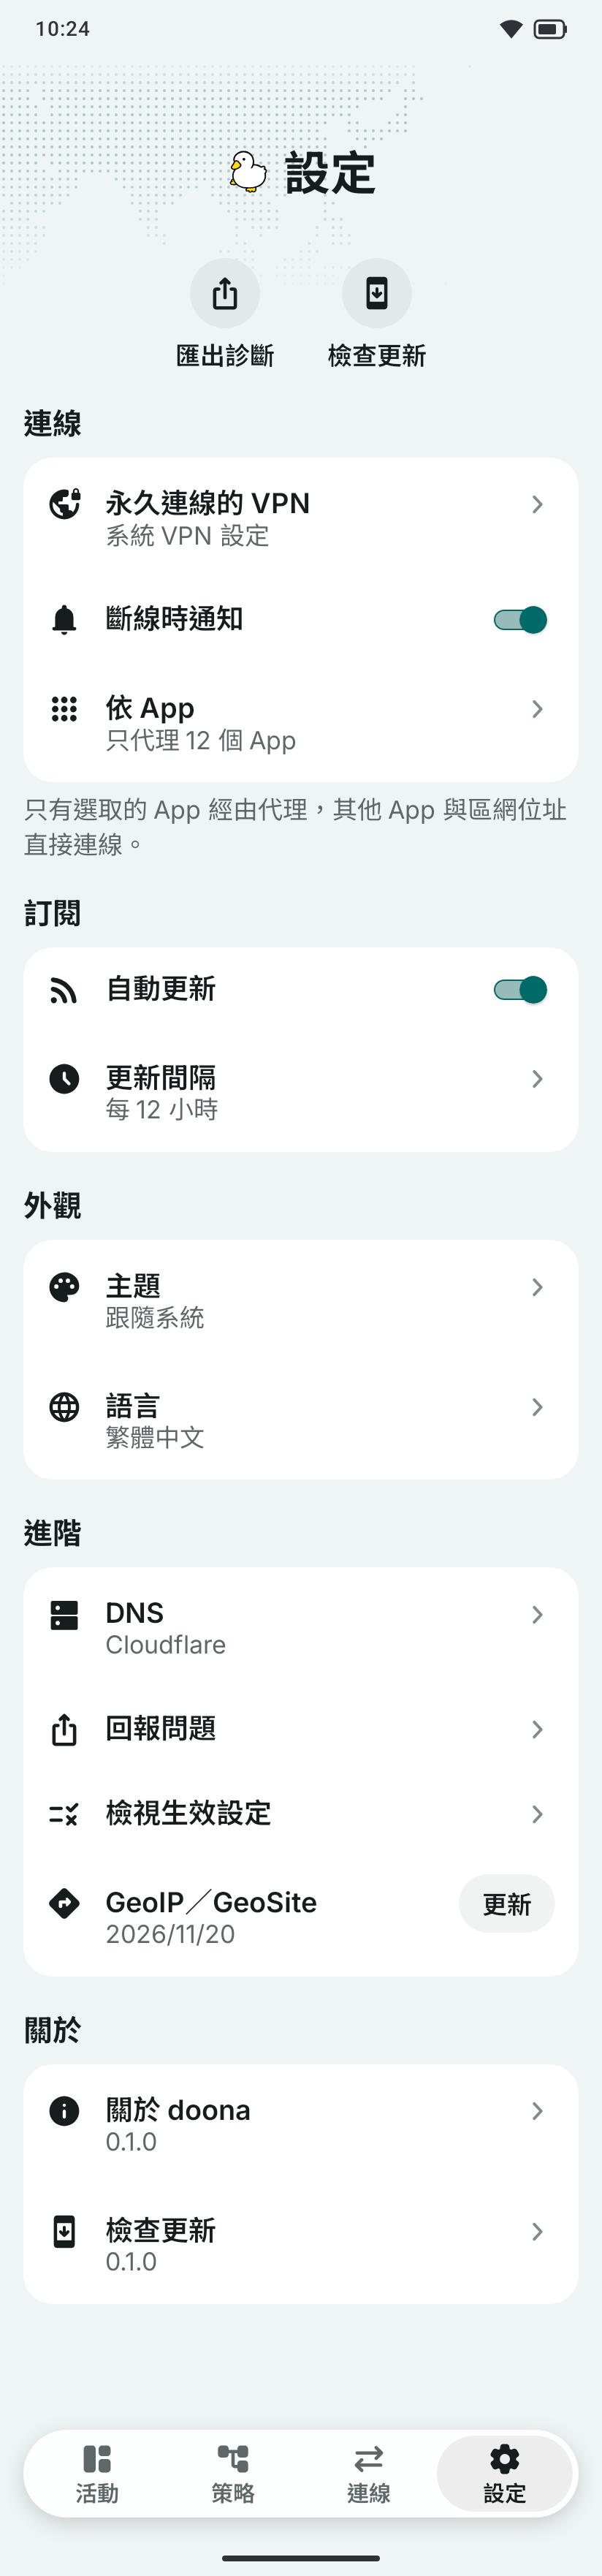 10:24
設定
匯出診斷
檢查更新
連線
永久連線的 VPN
系統 VPN 設定
斷線時通知
依 App
只代理 12 個 App
只有選取的 App 經由代理，其他 App 與區網位址
直接連線。
訂閱
自動更新
更新間隔
每 12 小時
外觀
主題
跟隨系統
語言
繁體中文
進階
DNS
Cloudflare
回報問題
檢視生效設定
GeoIP／GeoSite
更新
2026/11/20
關於
關於 doona
0.1.0
檢查更新
0.1.0
活動
策略
連線
設定